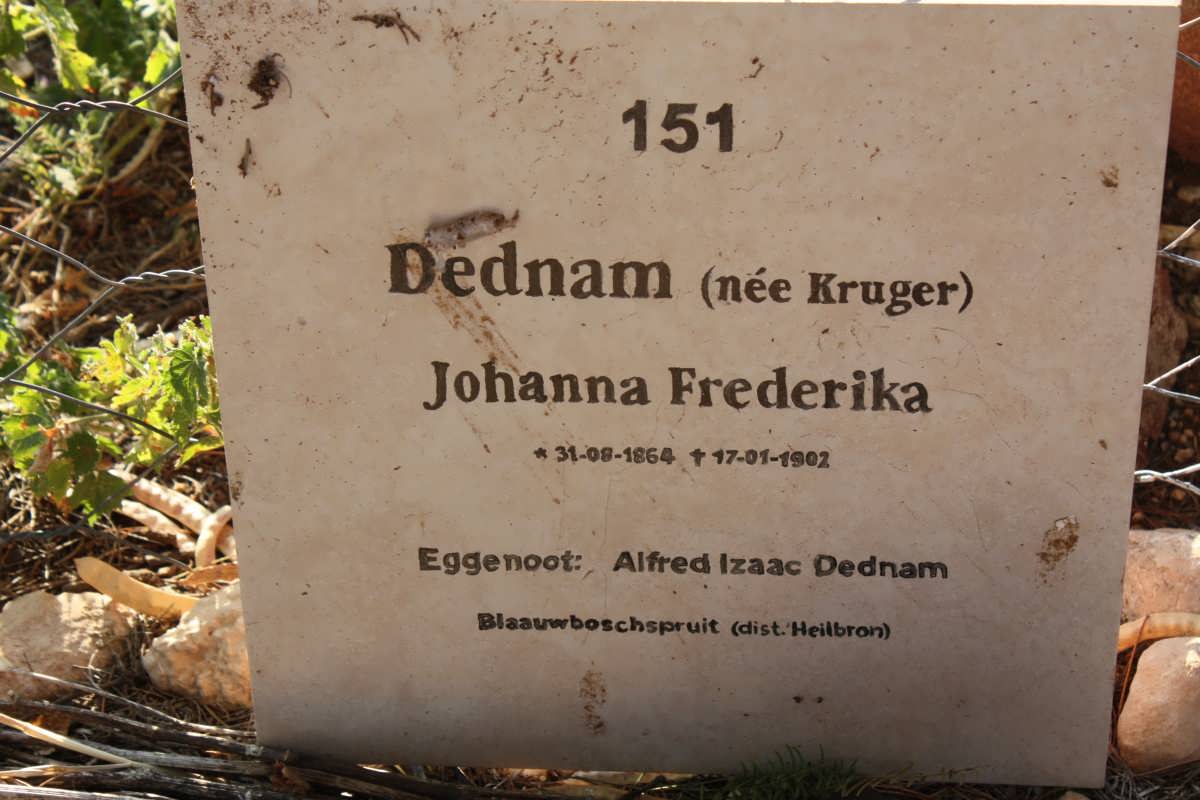 151
Dednam (née Kruger)
Johanna Frederika
* 31-08-1864 † 17-01-1902
Eggenoot: Alfred Izaac Dednam
Blaauwboschspruit (dist. Heilbron)